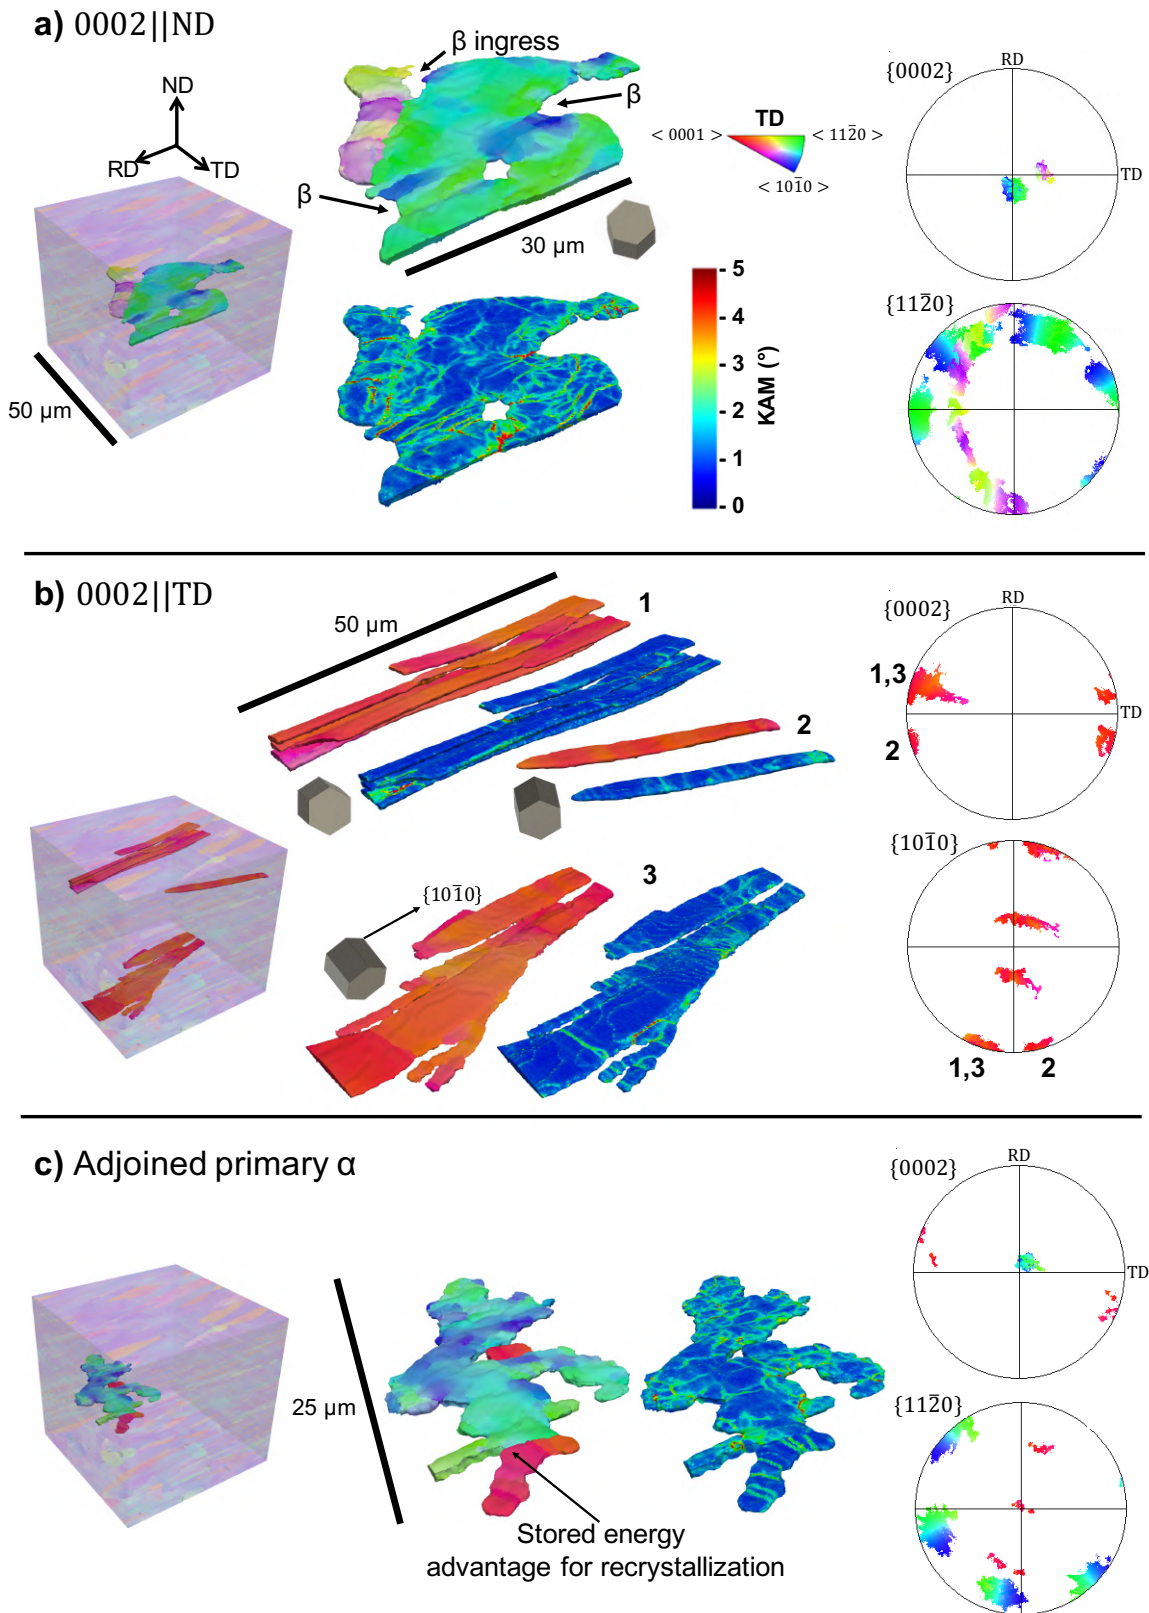 a) 0002||ND
β ingress
β
β
ND
RD
TD
30 µm
50 µm
TD
< 0001 >
< 112̅0 >
< 101̅0 >
5
4
3
2
1
0
KAM (°)
{0002}
RD
TD
{112̅0}
b) 0002||TD
50 µm
1
2
3
{101̅0}
{0002}
RD
TD
1,3
2
{101̅0}
1,3
2
c) Adjoined primary α
25 µm
Stored energy
advantage for recrystallization
{0002}
RD
TD
{112̅0}